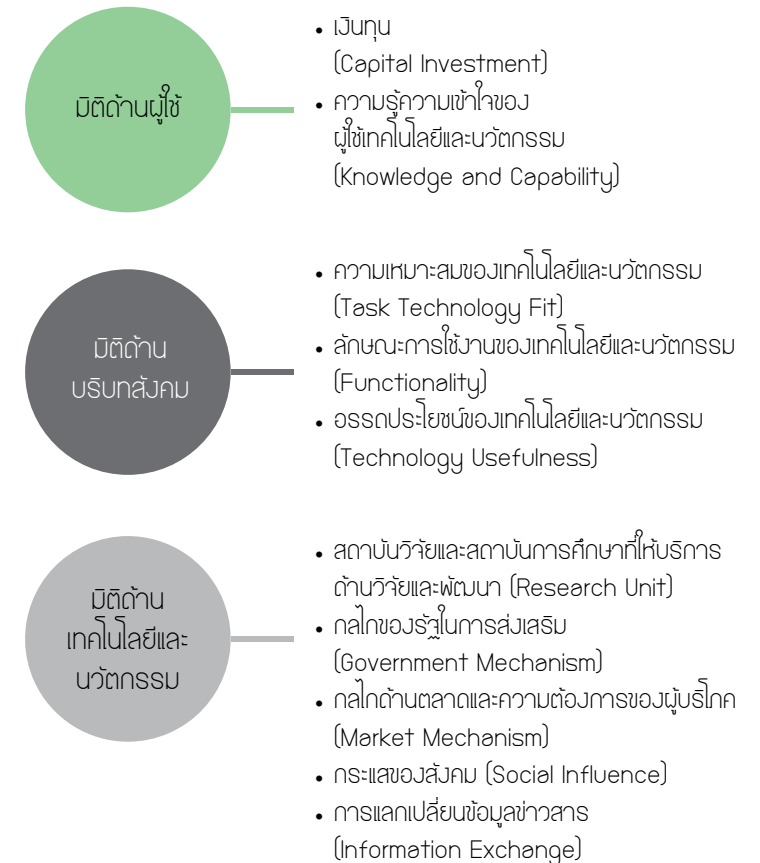 มิติด้านผู้ใช้
• เงินทุน
(Capital Investment)
• ความรู้ความเข้าใจของ
ผู้ใช้เทคโนโลยีและนวัตกรรม
(Knowledge and Capability)
มิติด้าน
บริบทสังคม
• ความเหมาะสมของเทคโนโลยีและนวัตกรรม
(Task Technology Fit)
• ลักษณะการใช้งานของเทคโนโลยีและนวัตกรรม
(Functionality)
• อรรถประโยชน์ของเทคโนโลยีและนวัตกรรม
(Technology Usefulness)
มิติด้าน
เทคโนโลยีและ
นวัตกรรม
• สถาบันวิจัยและสถาบันการศึกษาที่ให้บริการ
ด้านวิจัยและพัฒนา (Research Unit)
• กลไกของรัฐในการส่งเสริม
(Government Mechanism)
• กลไกด้านตลาดและความต้องการของผู้บริโภค
(Market Mechanism)
• กระแสของสังคม (Social Influence)
• การแลกเปลี่ยนข้อมูลข่าวสาร
(Information Exchange)